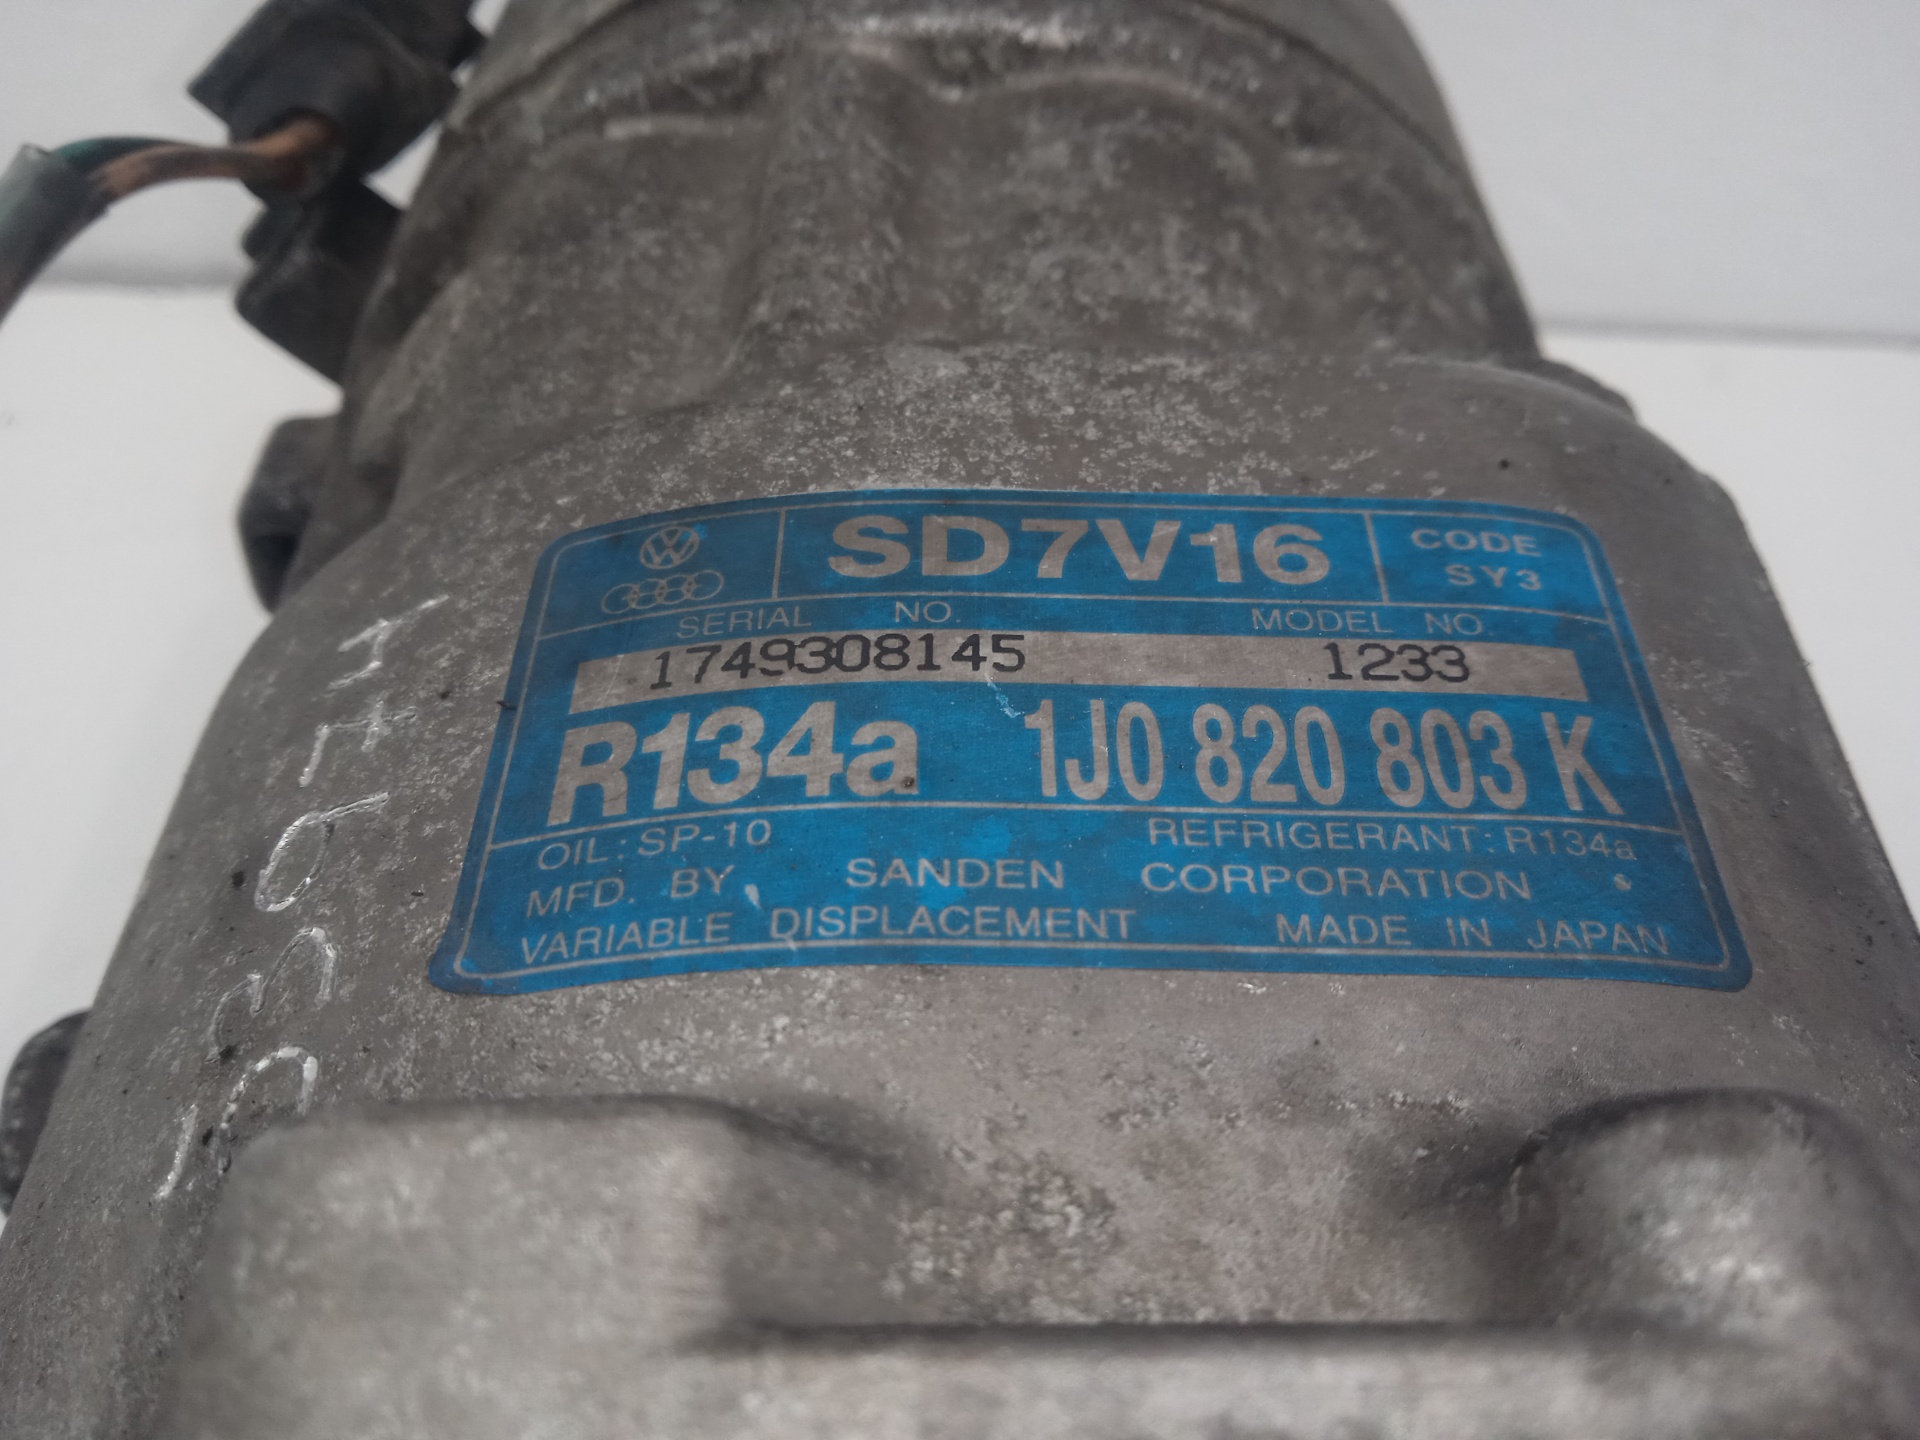 SD7V16
CODE
SY3
SERIAL NO.
MODEL NO.
1749308145
1233
R134a
1J0 820 803 K
OIL: SP-10
REFRIGERANT: R134a
MFD. BY SANDEN CORPORATION
VARIABLE DISPLACEMENT
MADE IN JAPAN